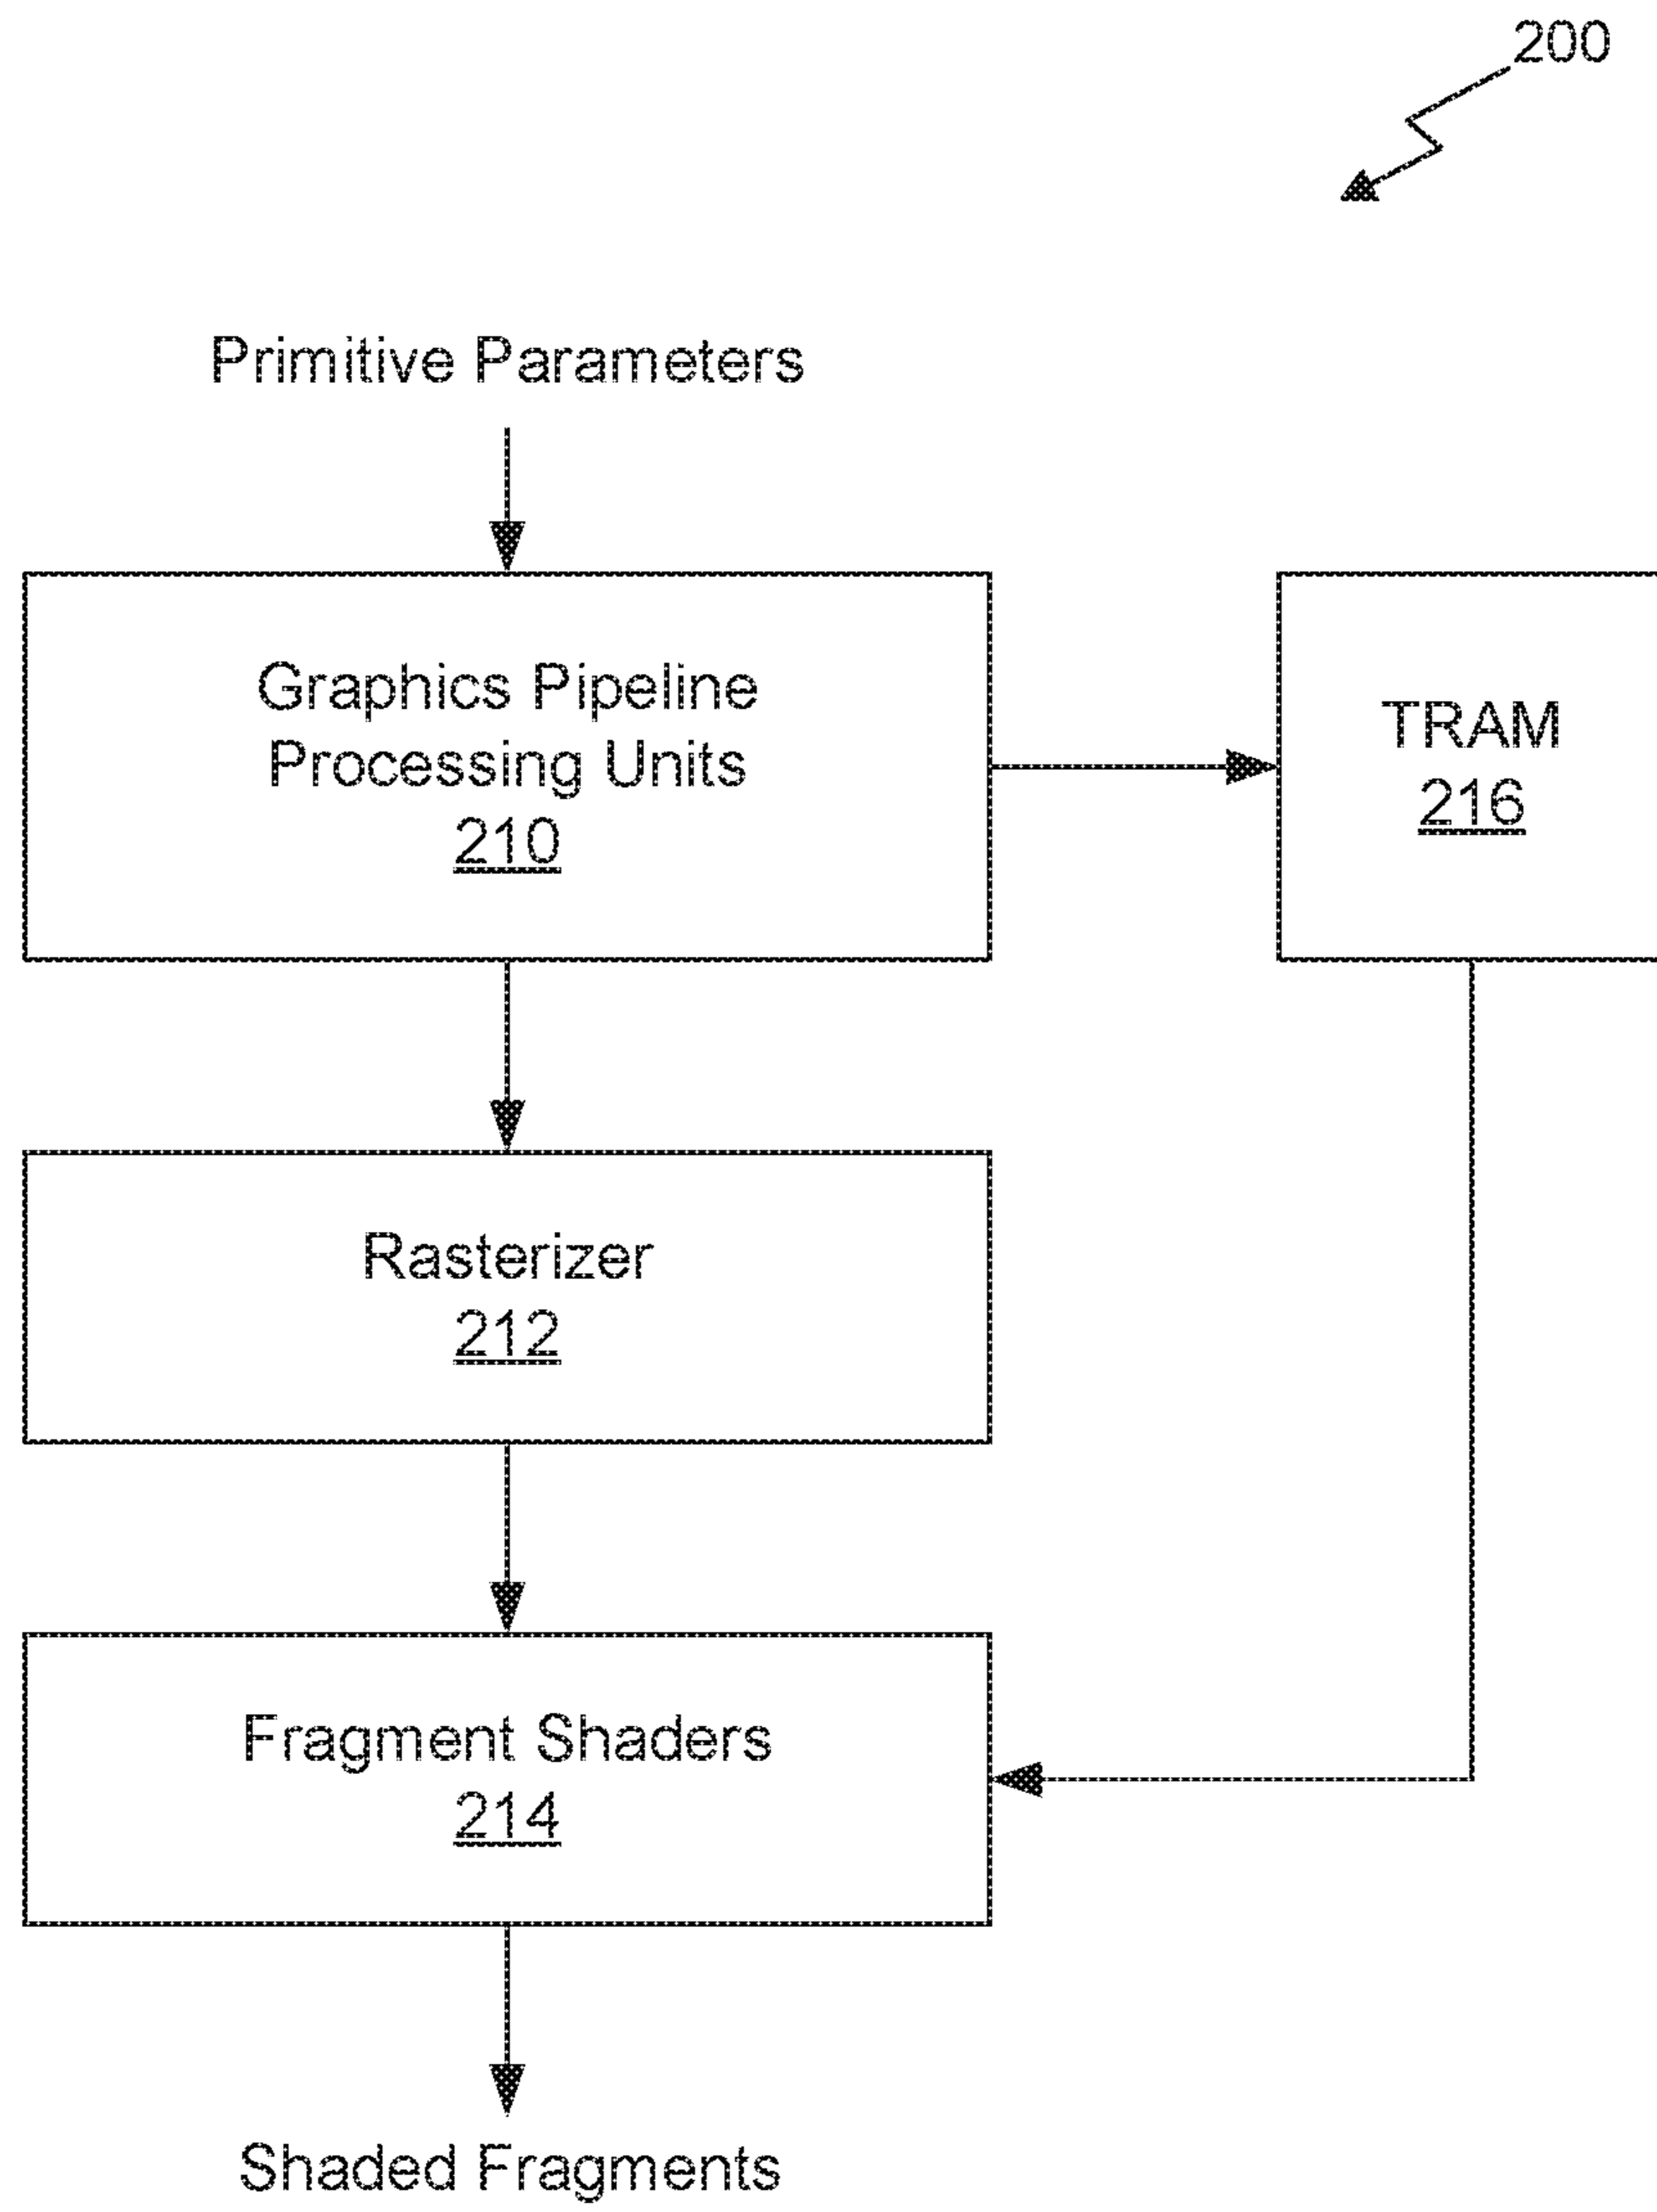 200
Primitive Parameters
Graphics Pipeline
Processing Units
210
TRAM
216
Rasterizer
212
Fragment Shaders
214
Shaded Fragments